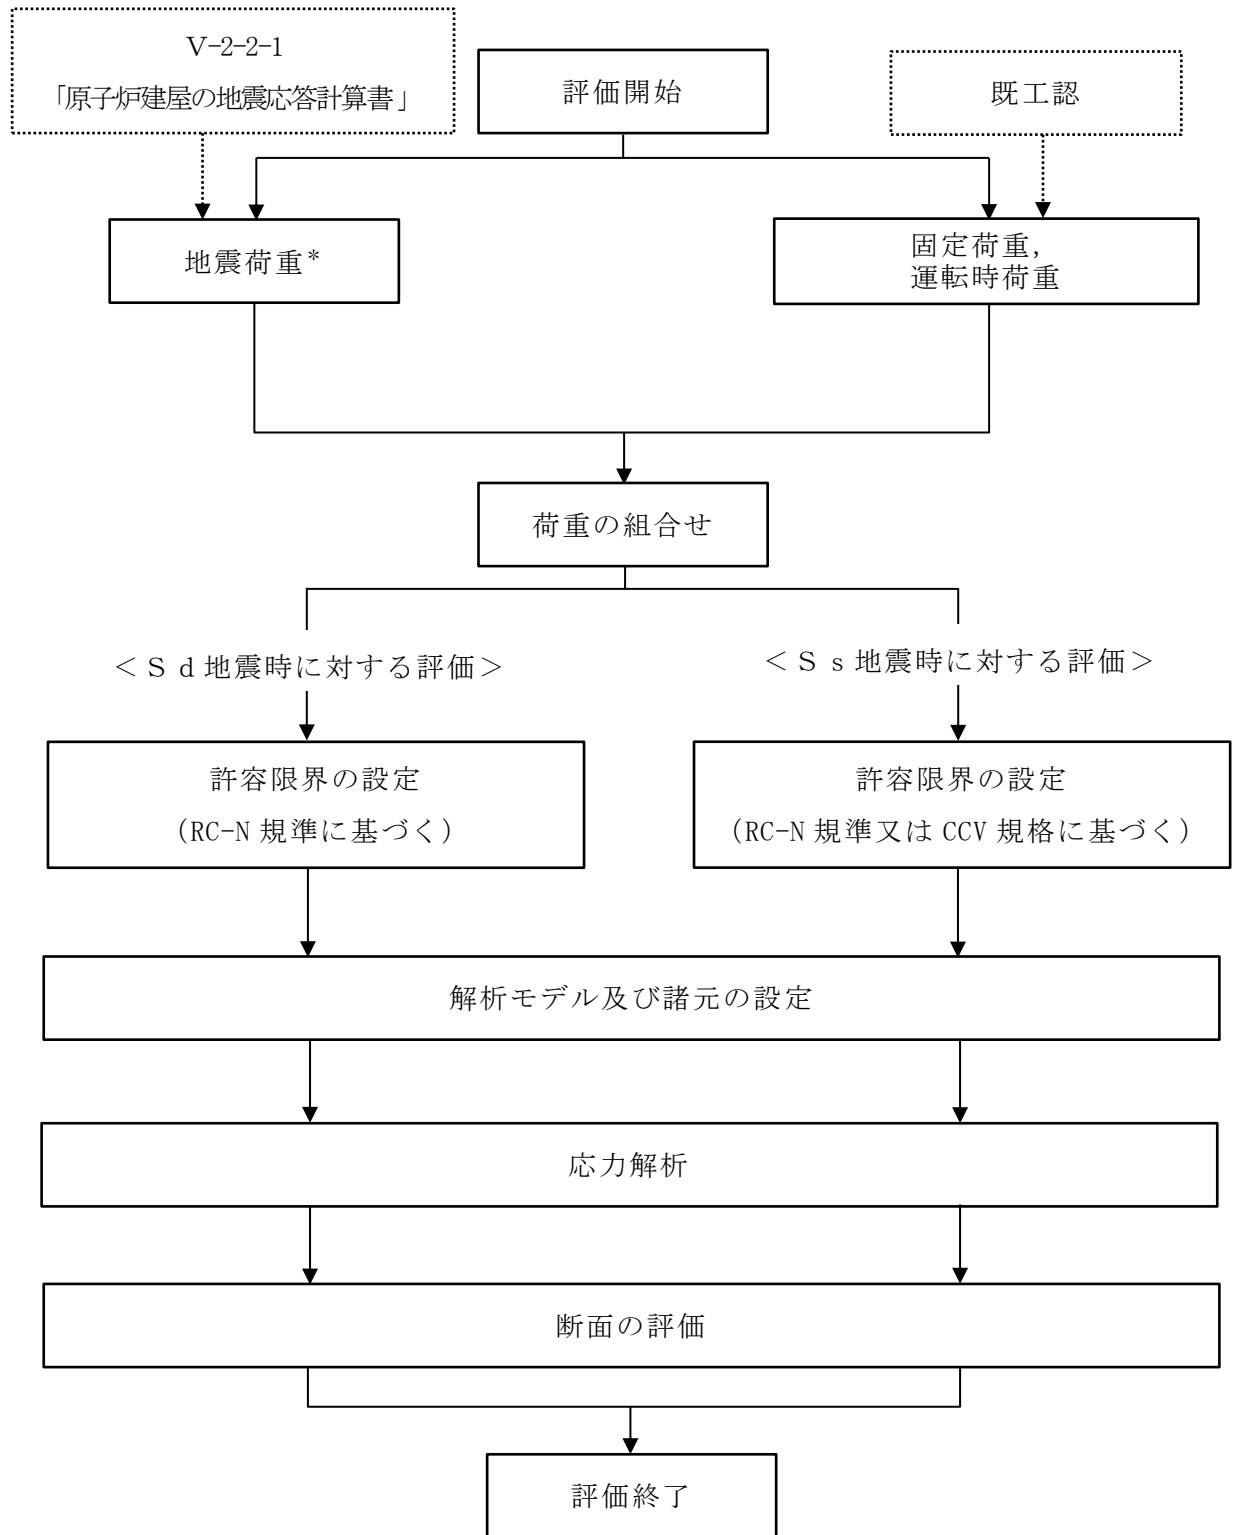 Ⅴ-2-2-1
「原子炉建屋の地震応答計算書」
評価開始
既工認
地震荷重*
固定荷重,
運転時荷重
荷重の組合せ
＜Ｓｄ地震時に対する評価＞
＜Ｓｓ地震時に対する評価＞
許容限界の設定
（RC-N 規準に基づく）
許容限界の設定
（RC-N 規準又は CCV 規格に基づく）
解析モデル及び諸元の設定
応力解析
断面の評価
評価終了